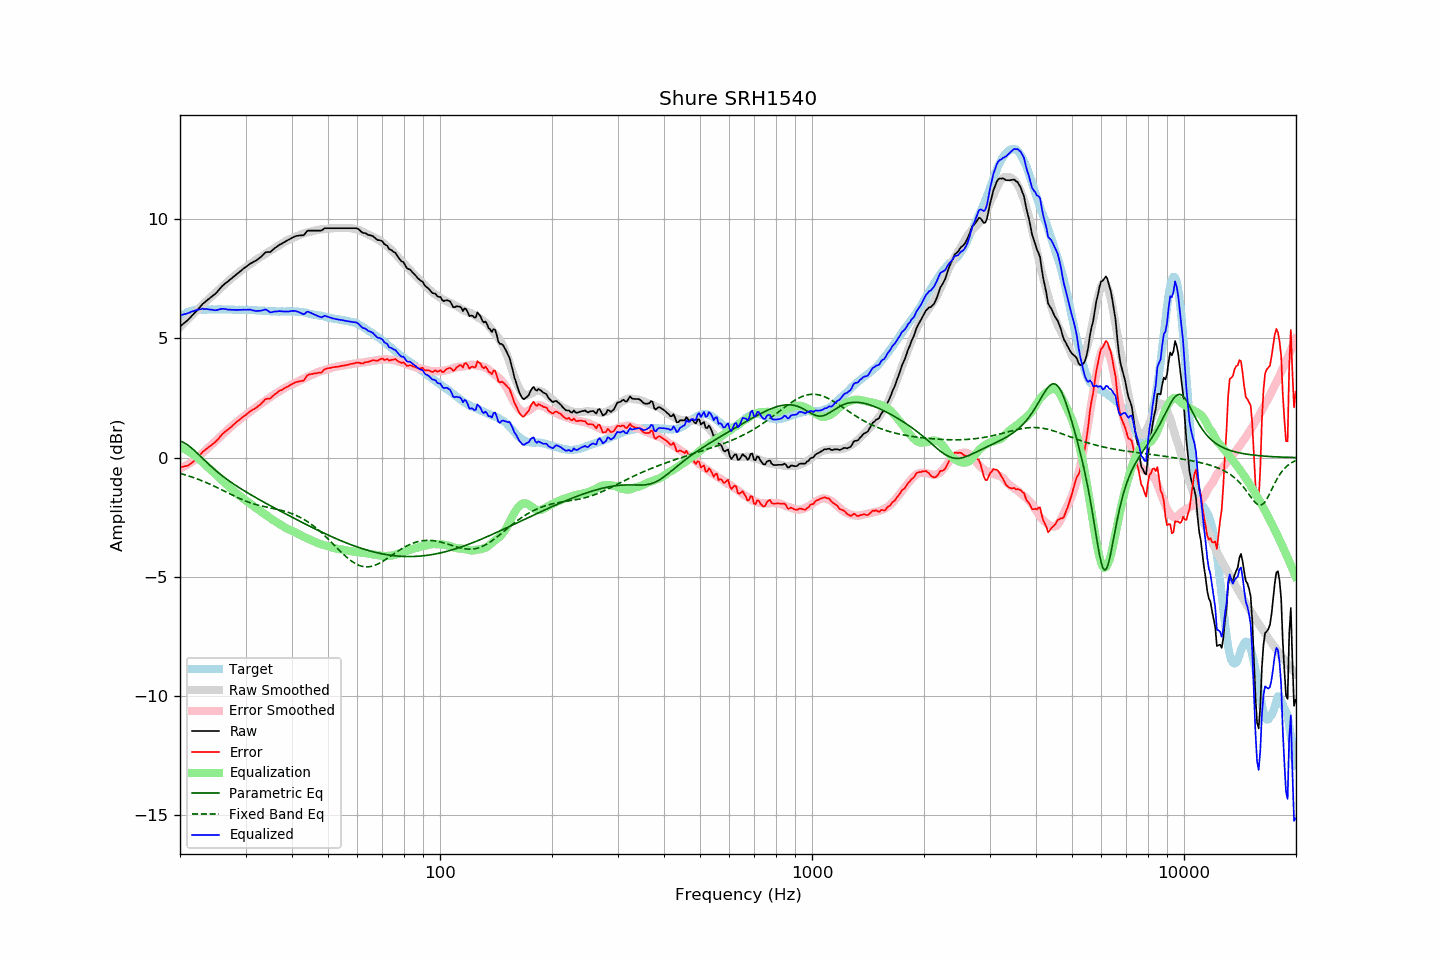 Shure SRH1540
Amplitude (dBr)
10
5
0
−5
−10
−15
Target
Raw Smoothed
Error Smoothed
Raw
Error
Equalization
Parametric Eq
Fixed Band Eq
Equalized
100
1000
10000
Frequency (Hz)